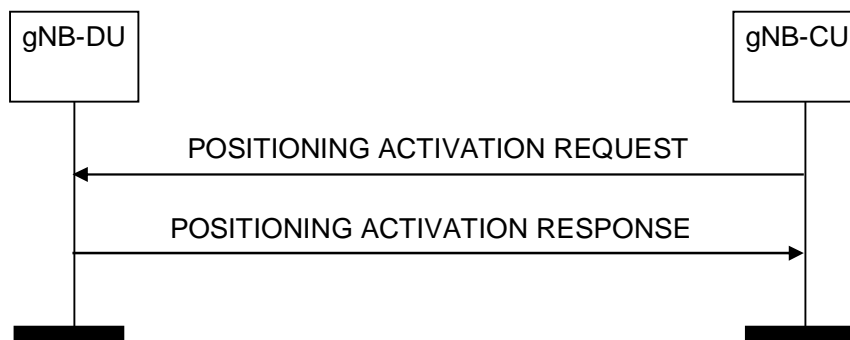 gNB-DU
gNB-CU
POSITIONING ACTIVATION REQUEST
POSITIONING ACTIVATION RESPONSE